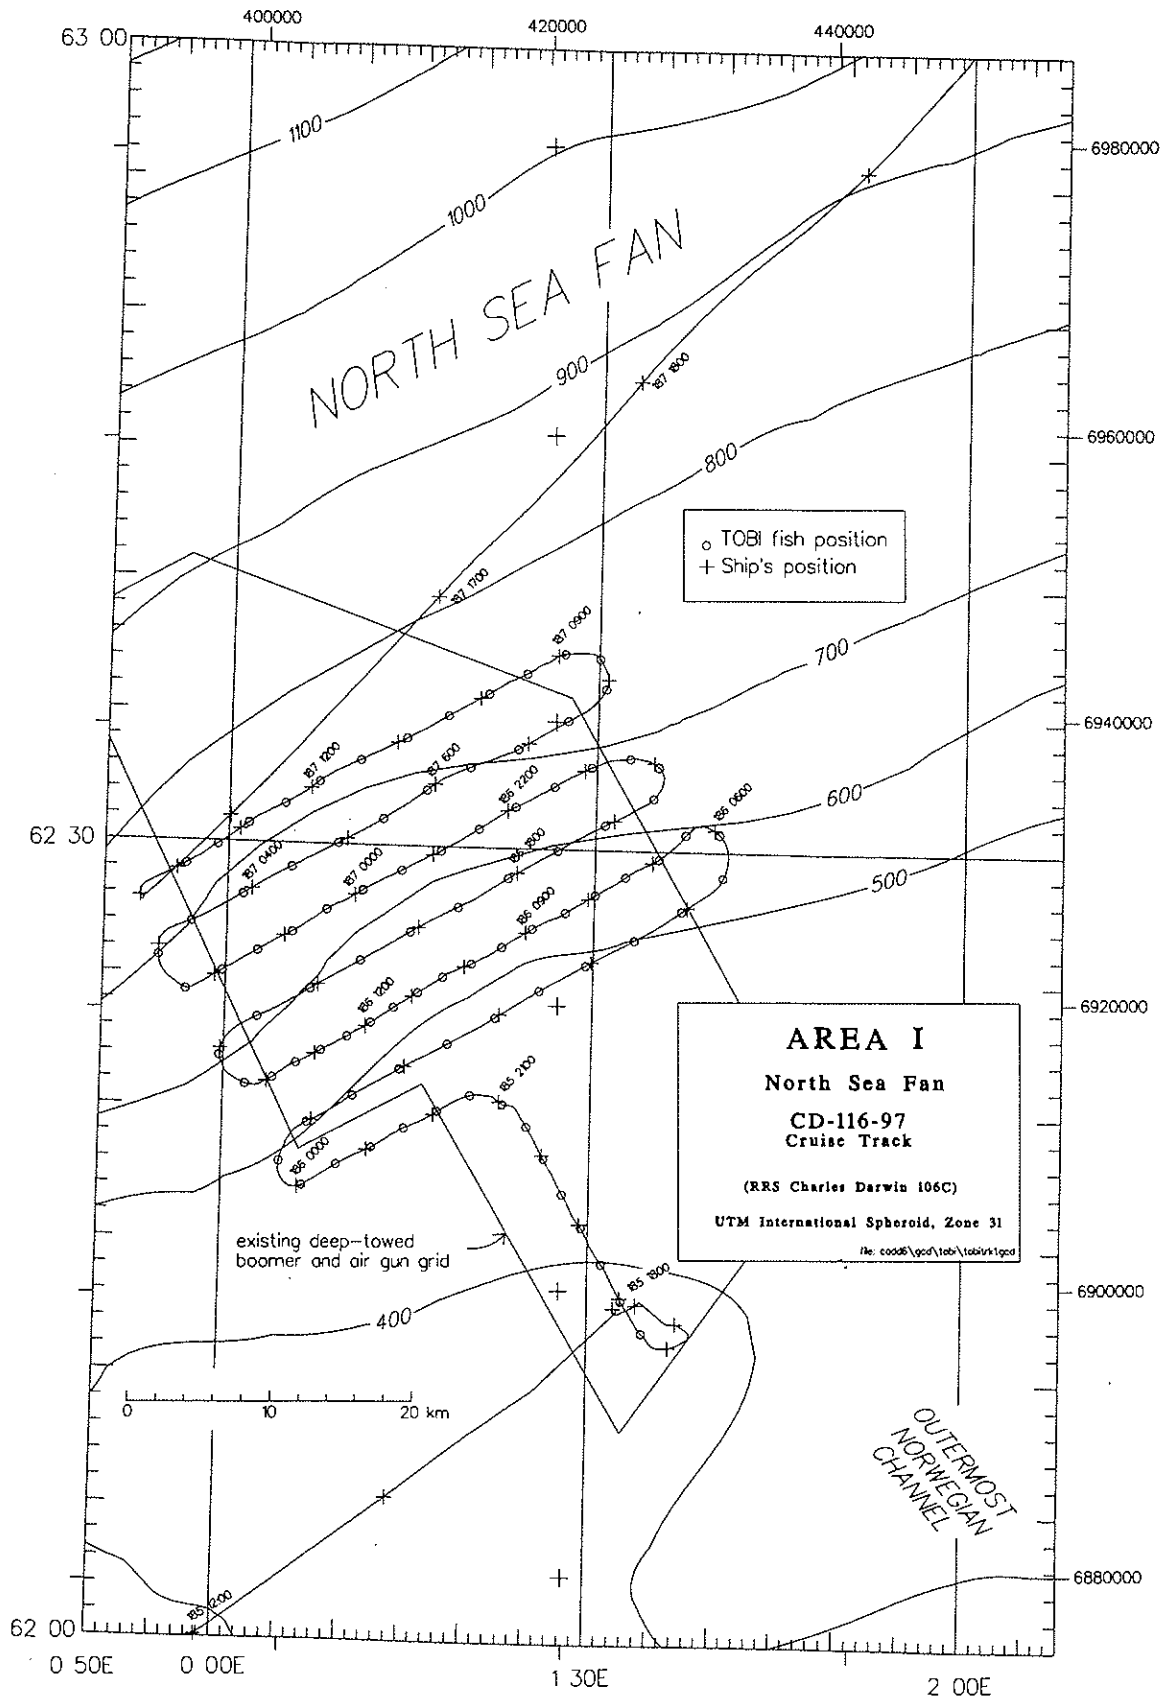 400000
420000
440000
63 00
1100
6980000
1000
NORTH SEA FAN
900
187 1800
6960000
800
TOBI fish position
+ Ship's position
187 1700
187 0900
700
6940000
187 1200
187 600
186 2200
600
186 0600
62 30
187 0400
186 1800
187 0000
500
186 0900
186 1200
6920000
AREA I
North Sea Fan
CD-116-97
Cruise Track
(RRS Charles Darwin 106C)
UTM International Spheroid, Zone 31
185 2100
186 0000
existing deep-towed
boomer and air gun grid
185 1800
6900000
400
0 10 20 km
OUTERMOST
NORWEGIAN
CHANNEL
6880000
62 00
0 50E
0 00E
1 30E
2 00E